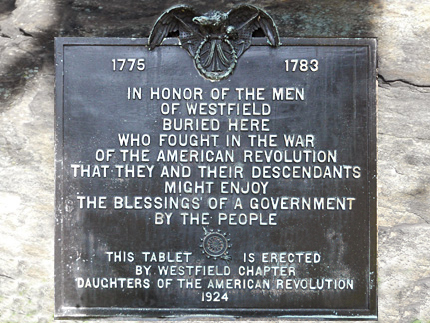 1775 1783
IN HONOR OF THE MEN
OF WESTFIELD
BURIED HERE
WHO FOUGHT IN THE WAR
OF THE AMERICAN REVOLUTION
THAT THEY AND THEIR DESCENDANTS
MIGHT ENJOY
THE BLESSINGS OF A GOVERNMENT
BY THE PEOPLE
THIS TABLET IS ERECTED
BY WESTFIELD CHAPTER
DAUGHTERS OF THE AMERICAN REVOLUTION
1924